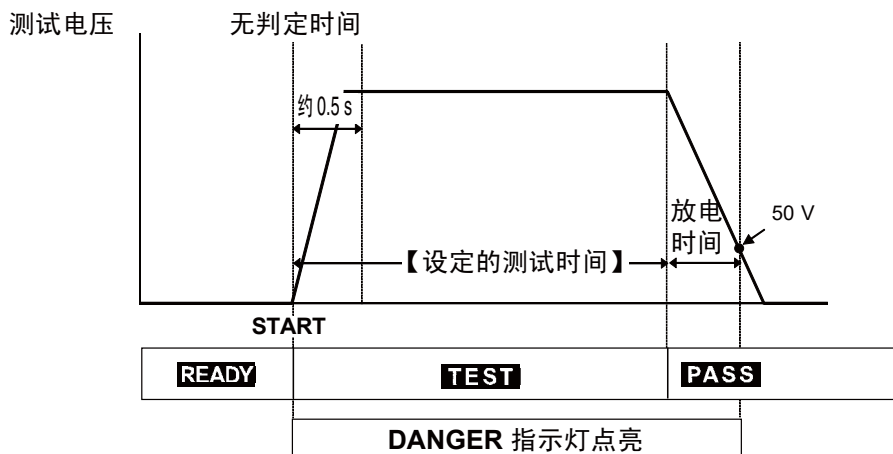 测试电压
无判定时间
约 0.5 s
放电
时间
50 V
【设定的测试时间】
START
READY
TEST
PASS
DANGER 指示灯点亮